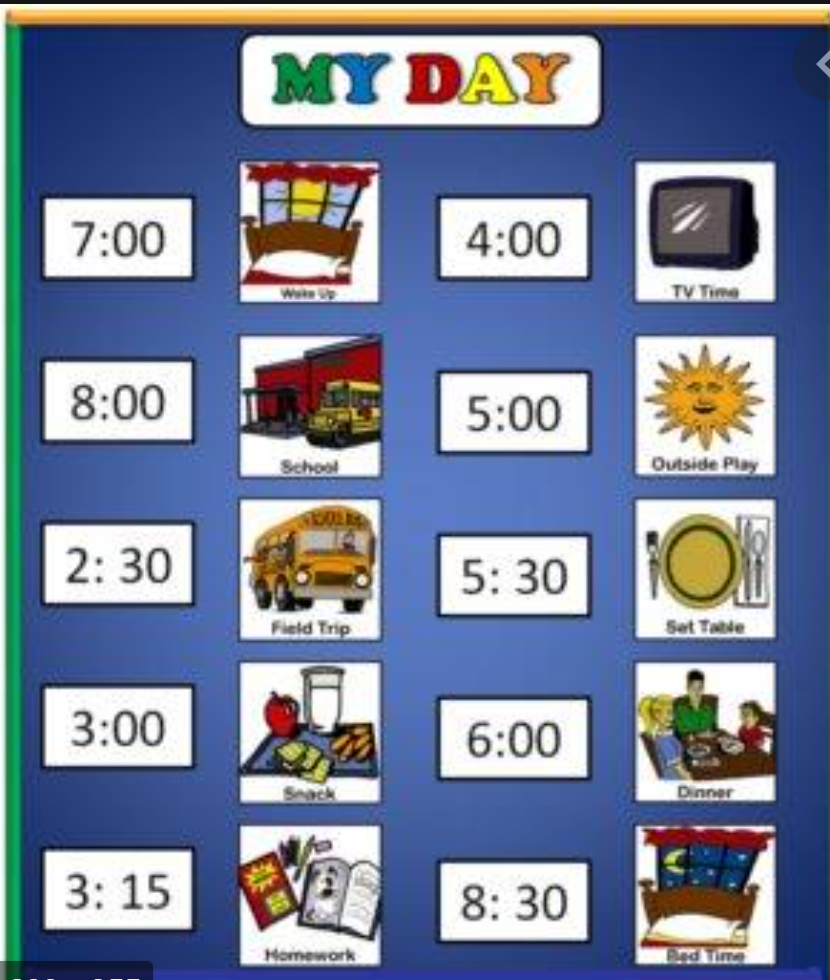 MY DAY
7:00
Wake Up
8:00
School
2: 30
Field Trip
3:00
Snack
3: 15
Homework
4:00
TV Time
5:00
Outside Play
5: 30
Set Table
6:00
Dinner
8: 30
Bed Time